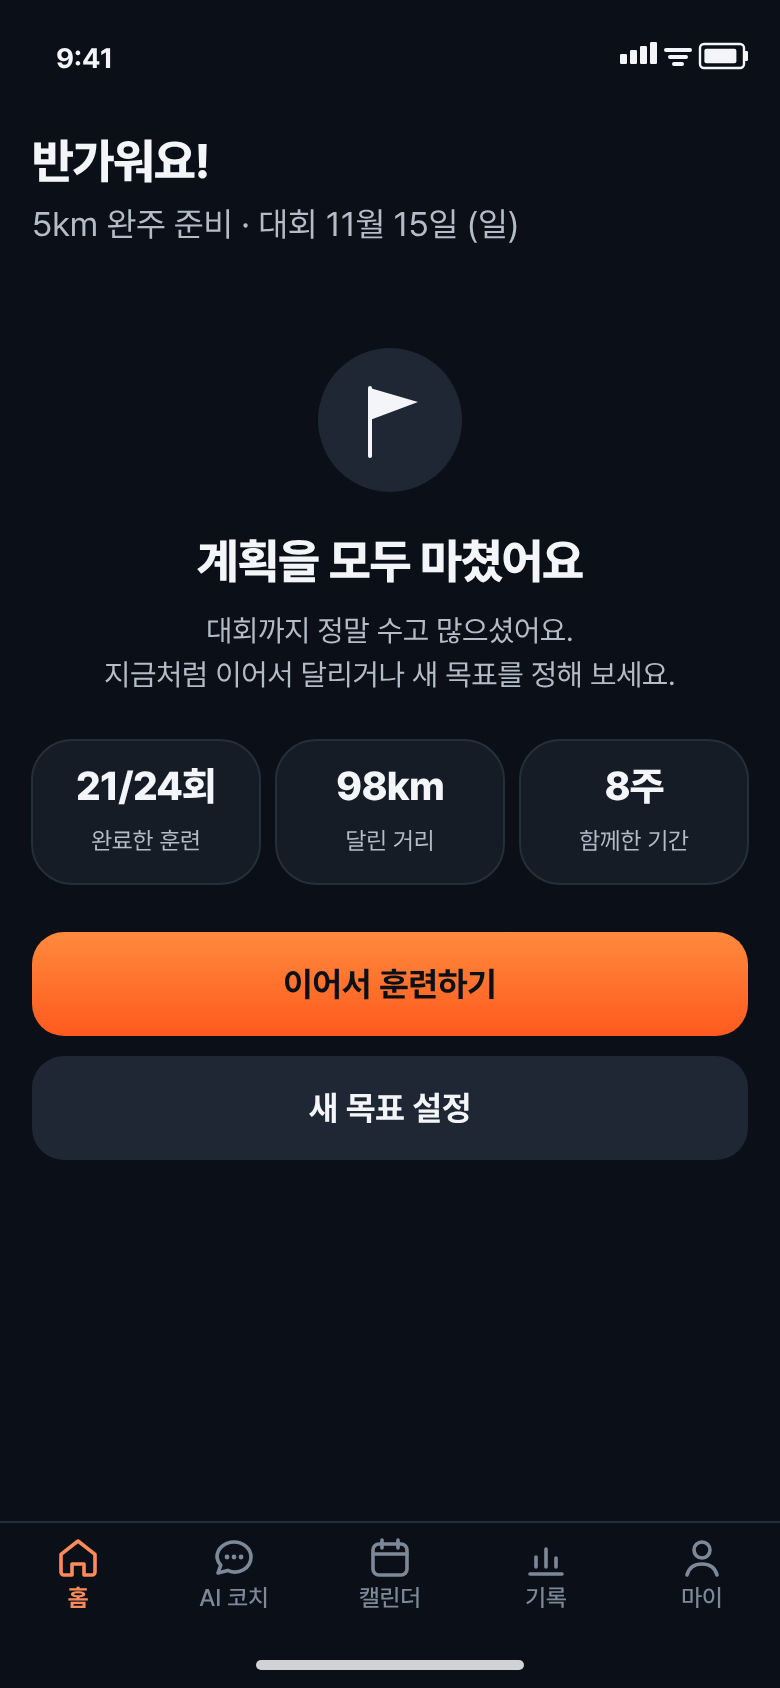 9:41
반가워요!
5km 완주 준비 · 대회 11월 15일 (일)
계획을 모두 마쳤어요
대회까지 정말 수고 많으셨어요.
지금처럼 이어서 달리거나 새 목표를 정해 보세요.
21/24회
완료한 훈련
98km
달린 거리
8주
함께한 기간
이어서 훈련하기
새 목표 설정
홈
AI 코치
캘린더
기록
마이